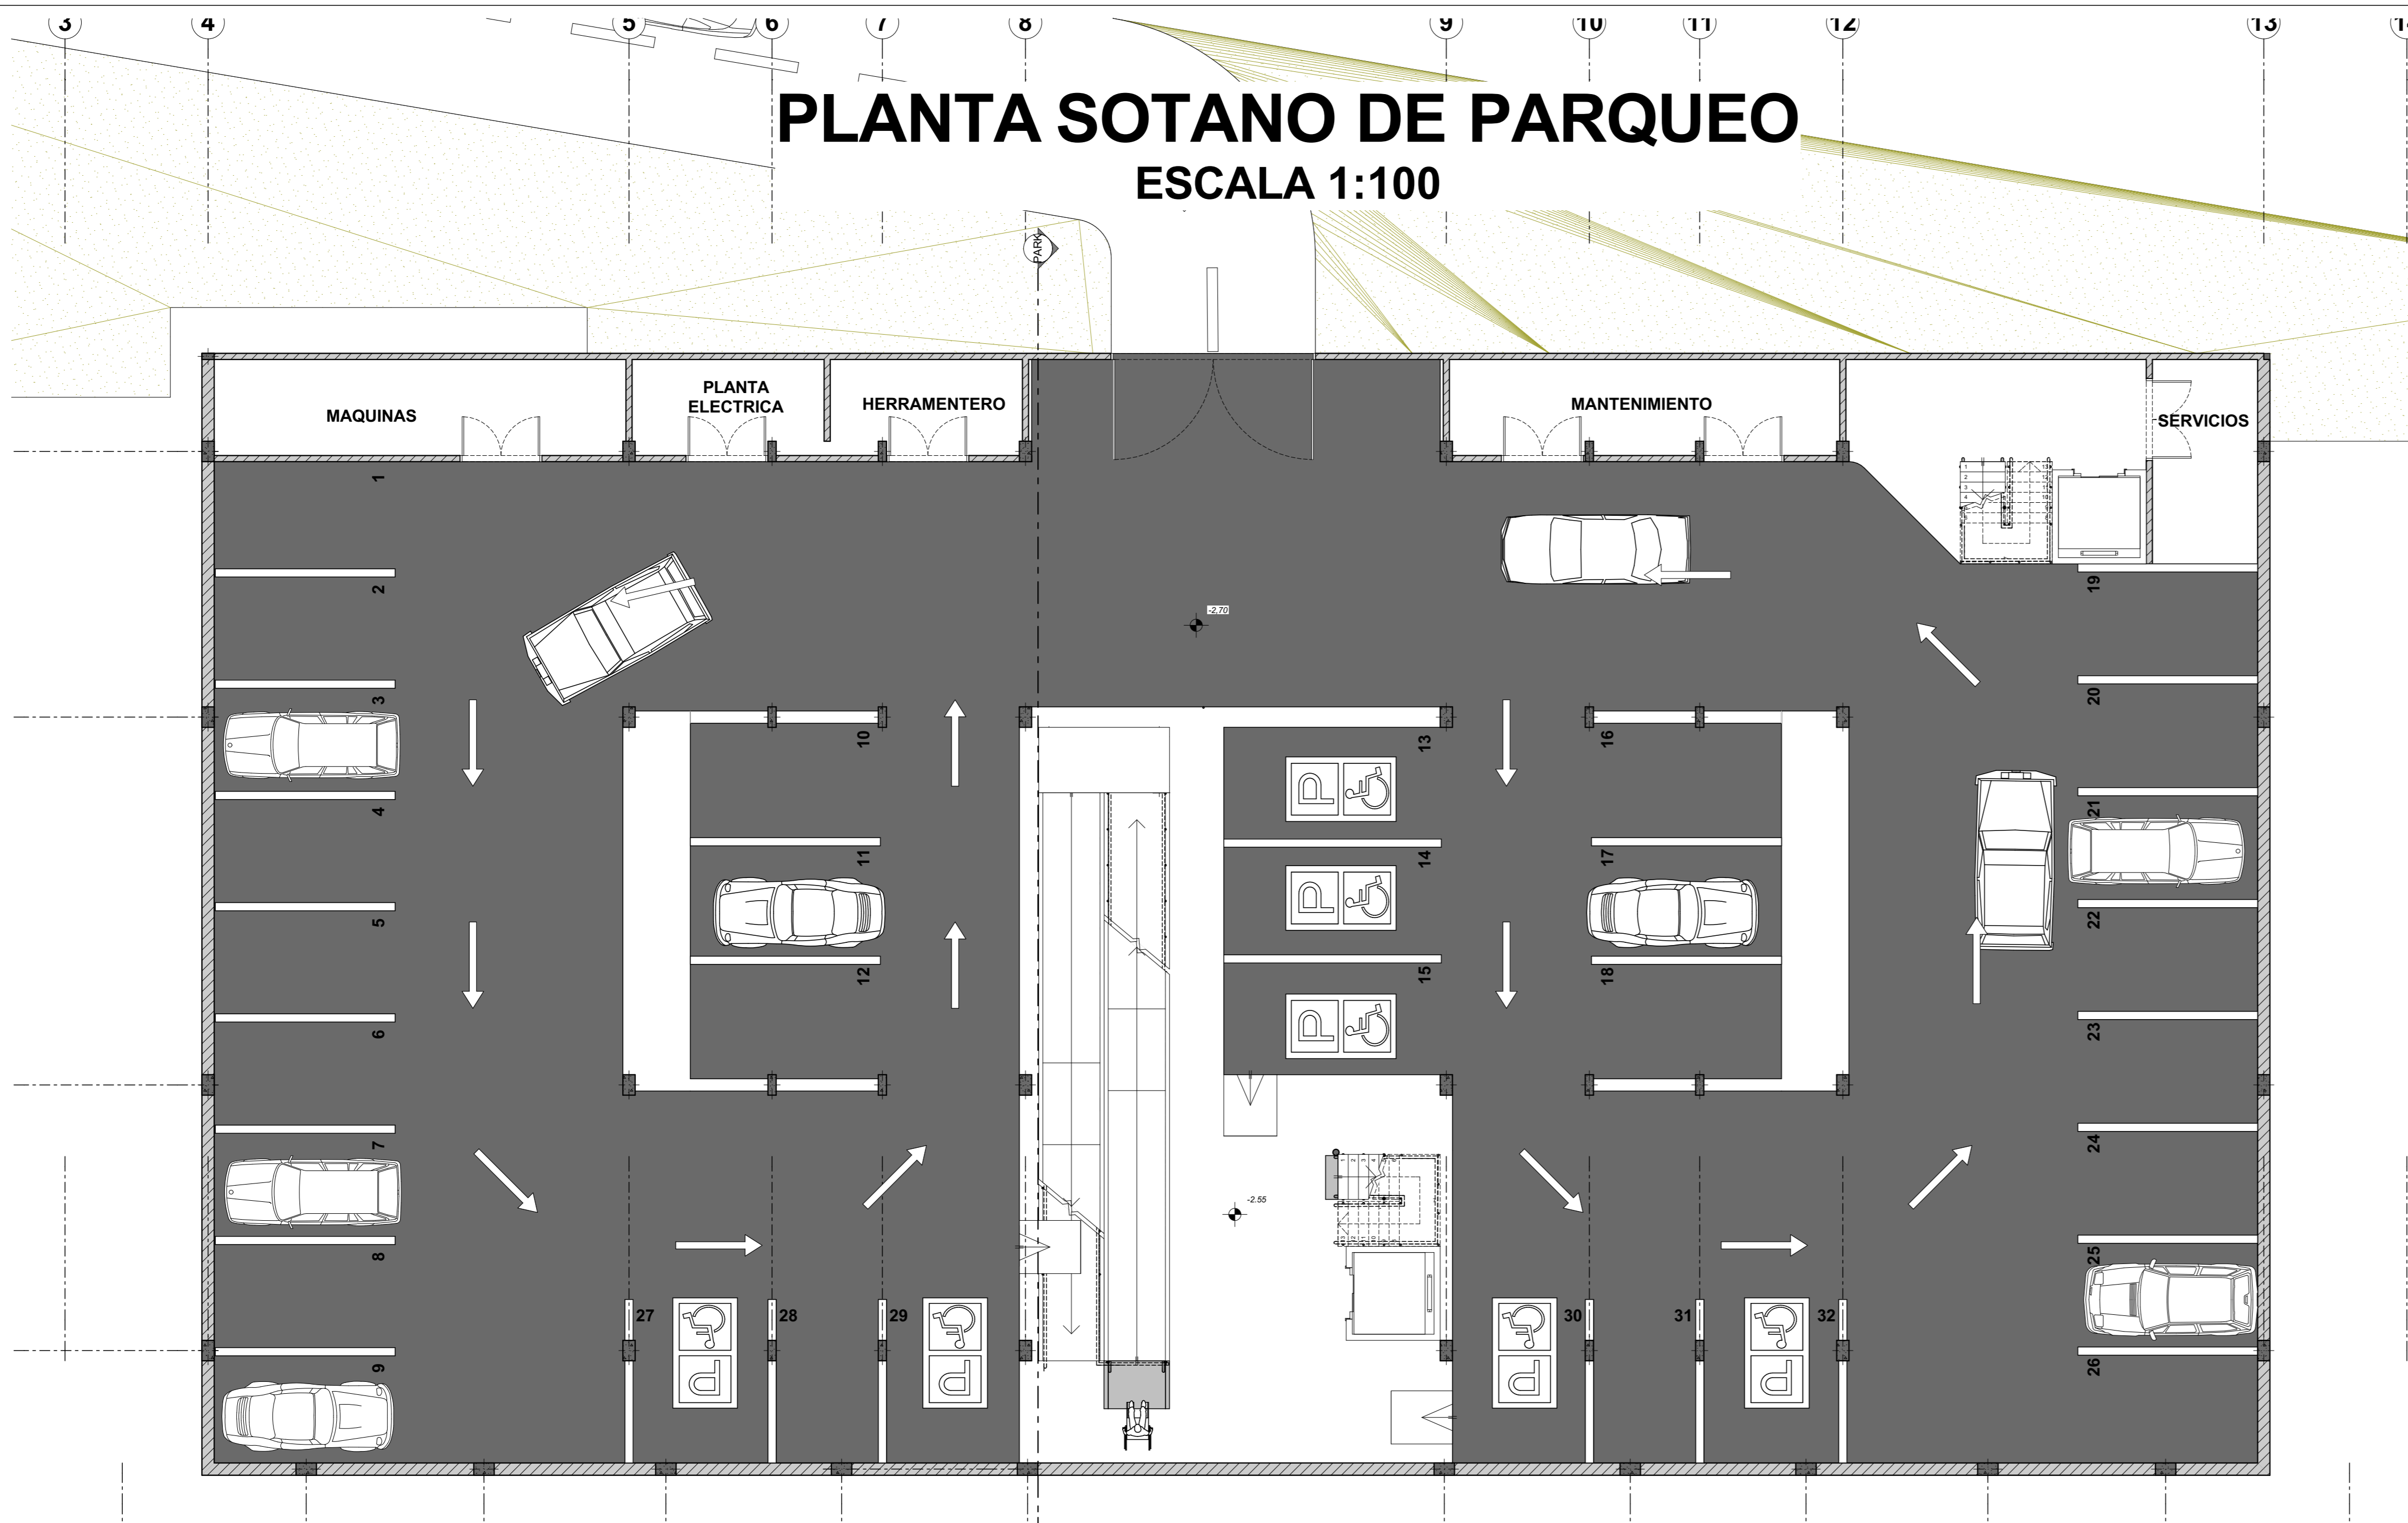 3 4 5 6 7 8 9 10 11 12 13
PLANTA SOTANO DE PARQUEO
ESCALA 1:100
PARK
MAQUINAS
PLANTA
ELECTRICA
HERRAMENTERO
MANTENIMIENTO
SERVICIOS
1
2
3
4
5
6
7
8
9
10
11
12
-2.70
13
14
15
P
P
P
16
17
18
19
20
21
22
23
24
25
26
-2.55
27
28
29
30
31
32
P
P
P
P